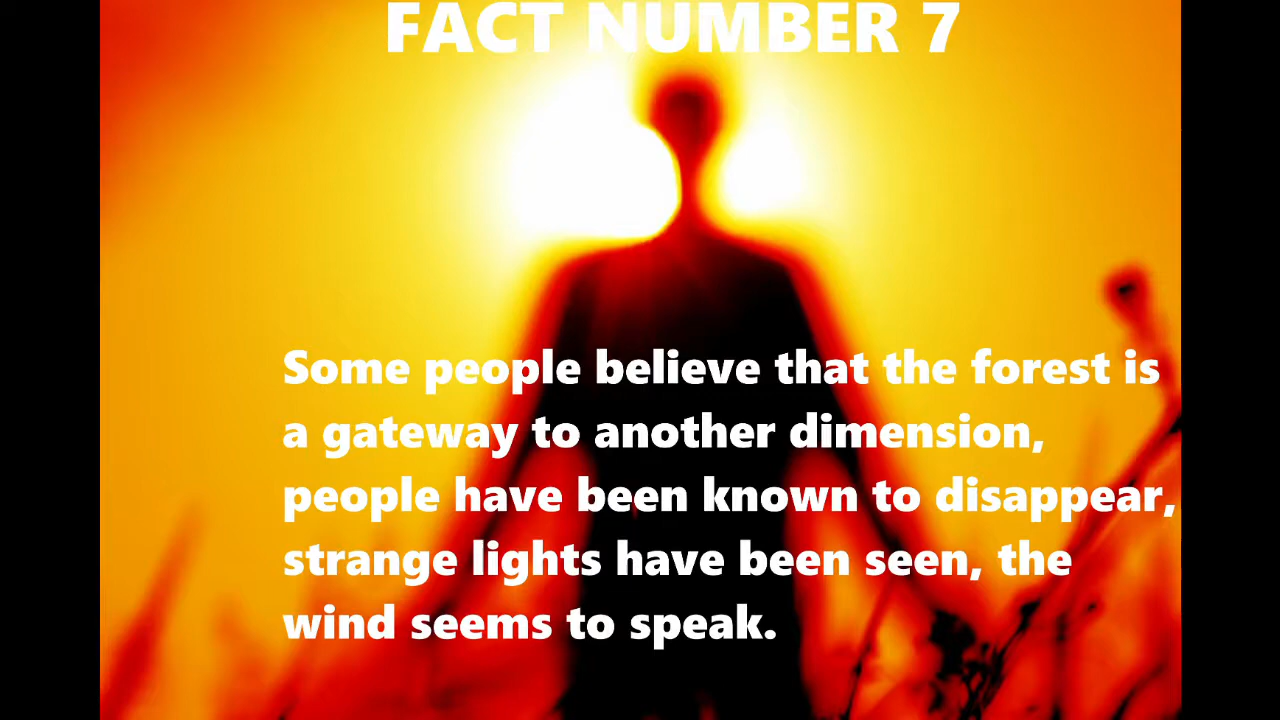 FACT NUMBER 7
Some people believe that the forest is
a gateway to another dimension,
people have been known to disappear,
strange lights have been seen, the
wind seems to speak.